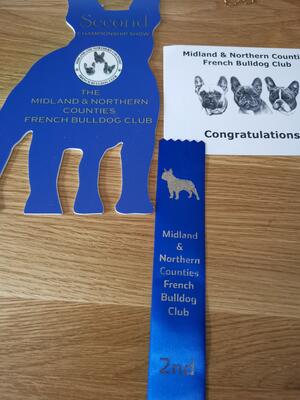 Second
CHAMPIONSHIP SHOW
THE
MIDLAND & NORTHERN
COUNTIES
FRENCH BULLDOG CLUB
Midland & Northern Counties
French Bulldog Club
Congratulations
Midland
&
Northern
Counties
French
Bulldog
Club
2nd